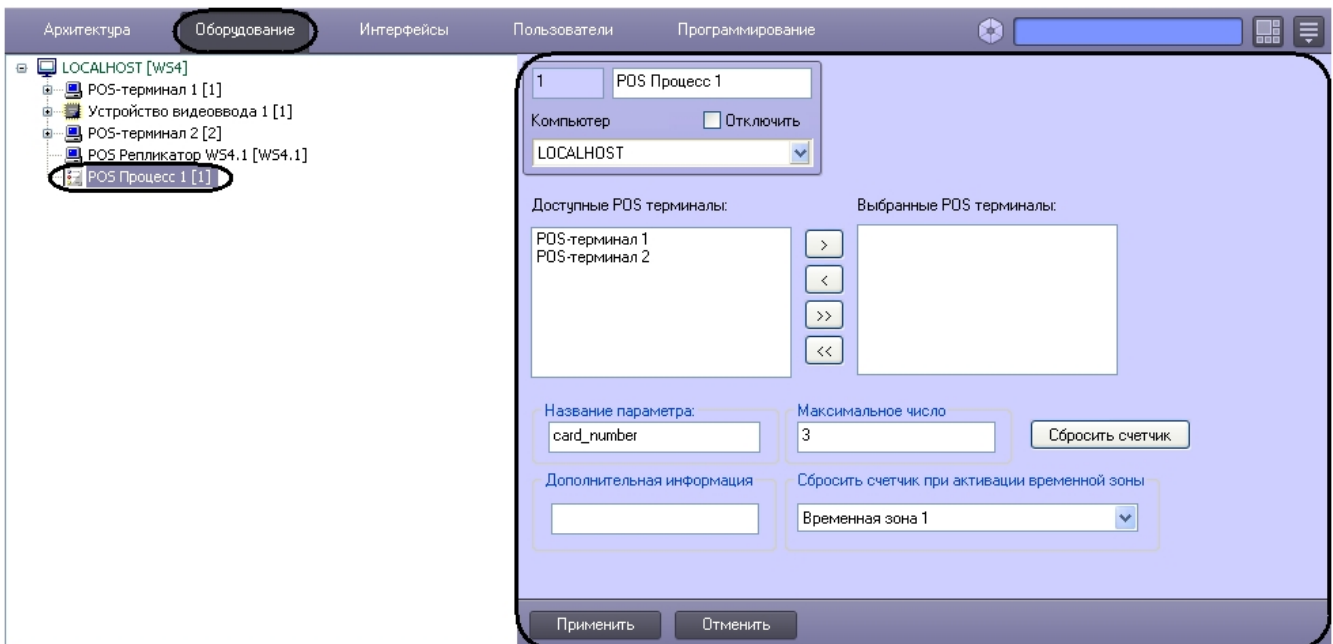 Архитектура Оборудование Интерфейсы Пользователи Программирование
LOCALHOST [WS4]
POS-терминал 1 [1]
Устройство видеоввода 1 [1]
POS-терминал 2 [2]
POS Репликатор WS4.1 [WS4.1]
POS Процесс 1 [1]
1 POS Процесс 1
Компьютер Отключить
LOCALHOST
Доступные POS терминалы: Выбранные POS терминалы:
POS-терминал 1
POS-терминал 2
>
<
>>
<<
Название параметра: Максимальное число
card_number 3 Сбросить счетчик
Дополнительная информация Сбросить счетчик при активации временной зоны
Временная зона 1
Применить Отменить